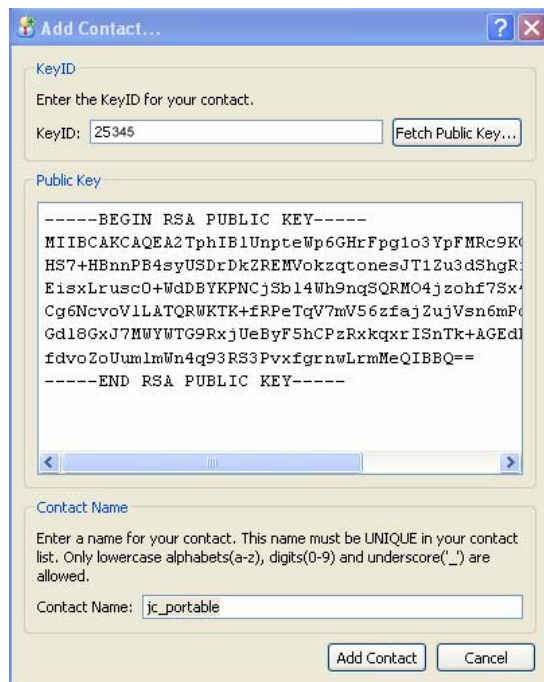 Add Contact...
KeyID
Enter the KeyID for your contact.
KeyID: 25345 Fetch Public Key...
Public Key
-----BEGIN RSA PUBLIC KEY-----
MIIBCAKCAQEA2TphIB1UnpteWp6GHrFpg1o3YpFMRc9K
HS7+HBnnPB4syUSDrDkZREMVokzqtonesJT1Zu3dShgR
EisxLrusc0+WdDBYKPNCjSb14Wh9nqSQRMO4jzohf7Sx
Cg6NcvoV1LATQRWKTK+fRPeTqV7mV56zfajZujVsn6mP
Gd18GxJ7MWYWTG9RxjUeByF5hCPzRxkqxrISnTk+AGEd
fdvoZoUum1mWn4q93RS3PvxfgrnwLrmMeQIBBQ==
-----END RSA PUBLIC KEY-----
Contact Name
Enter a name for your contact. This name must be UNIQUE in your contact
list. Only lowercase alphabets(a-z), digits(0-9) and underscore('_') are
allowed.
Contact Name: jc_portable
Add Contact Cancel